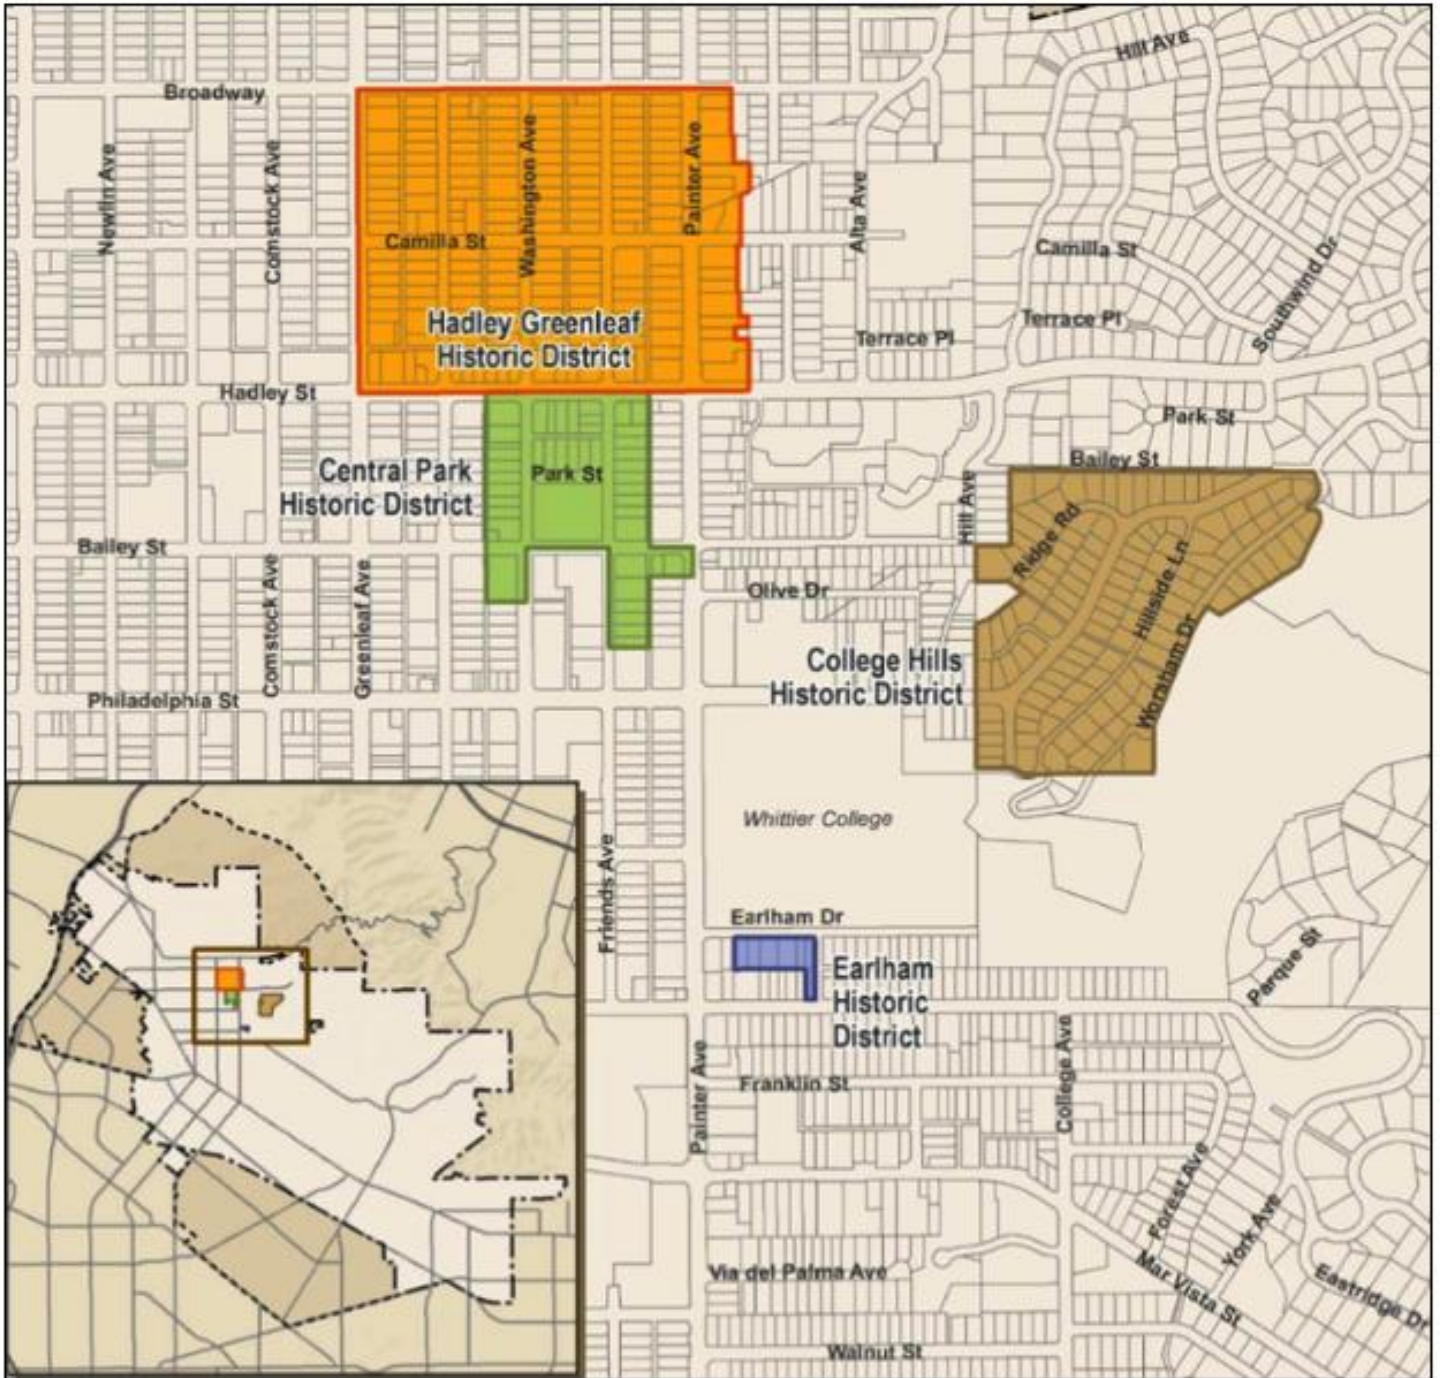 Hill Ave
Broadway
Newlin Ave
Comstock Ave
Washington Ave
Painter Ave
Alta Ave
Camilla St
Camilla St
Southwind Dr
Hadley Greenleaf
Historic District
Terrace Pl
Terrace Pl
Hadley St
Park St
Central Park
Historic District
Park St
Bailey St
Hill Ave
Ridge Rd
Bailey St
Comstock Ave
Greenleaf Ave
Olive Dr
Hillside Ln
Worsham Dr
College Hills
Historic District
Philadelphia St
Whittier College
Friends Ave
Earlham Dr
Earlham
Historic
District
Parque St
Painter Ave
Franklin St
College Ave
Forest Ave
York Ave
Via del Palma Ave
Mar Vista St
Eastridge Dr
Walnut St